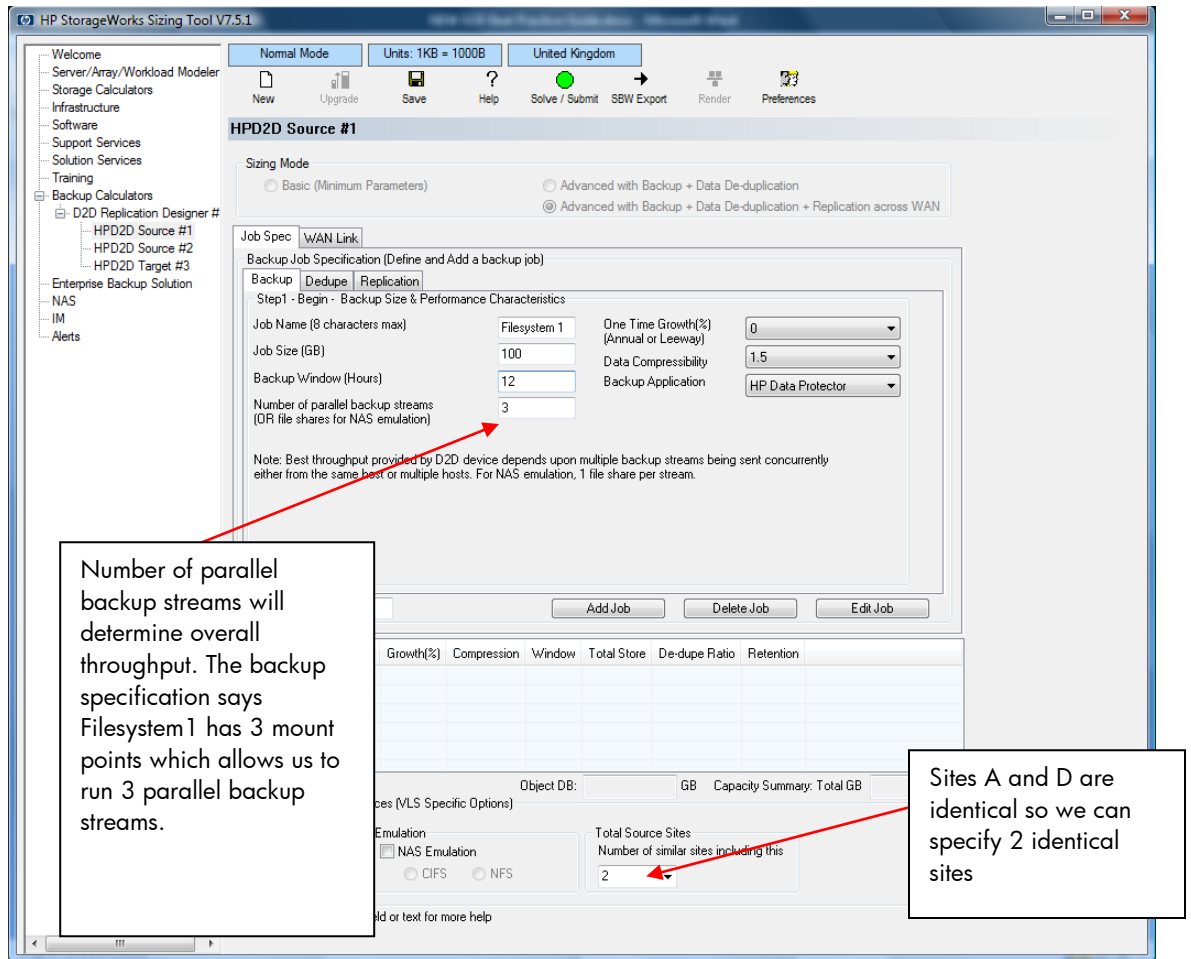 HP StorageWorks Sizing Tool V7.5.1
Welcome
Server/Array/Workload Modeler
Storage Calculators
Infrastructure
Software
Support Services
Solution Services
Training
Backup Calculators
D2D Replication Designer #
HPD2D Source #1
HPD2D Source #2
HPD2D Target #3
Enterprise Backup Solution
NAS
IM
Alerts
Normal Mode
Units: 1KB = 1000B
United Kingdom
New
Upgrade
Save
Help
Solve / Submit
SBW Export
Render
Preferences
HPD2D Source #1
Sizing Mode
Basic (Minimum Parameters)
Advanced with Backup + Data De-duplication
Advanced with Backup + Data De-duplication + Replication across WAN
Job Spec
WAN Link
Backup Job Specification (Define and Add a backup job)
Backup
Dedupe
Replication
Step1 - Begin - Backup Size & Performance Characteristics
Job Name (8 characters max)
Filesystem 1
Job Size (GB)
100
Backup Window (Hours)
12
Number of parallel backup streams
(OR file shares for NAS emulation)
3
One Time Growth(%)
(Annual or Leeway)
0
Data Compressibility
1.5
Backup Application
HP Data Protector
Note: Best throughput provided by D2D device depends upon multiple backup streams being sent concurrently
either from the same host or multiple hosts. For NAS emulation, 1 file share per stream.
Add Job
Delete Job
Edit Job
Growth(%)
Compression
Window
Total Store
De-dupe Ratio
Retention
Object DB:
GB
Capacity Summary: Total GB
(VLS Specific Options)
Emulation
NAS Emulation
CIFS
NFS
Total Source Sites
Number of similar sites including this
2
or text for more help
Number of parallel
backup streams will
determine overall
throughput. The backup
specification says
Filesystem1 has 3 mount
points which allows us to
run 3 parallel backup
streams.
Sites A and D are
identical so we can
specify 2 identical
sites